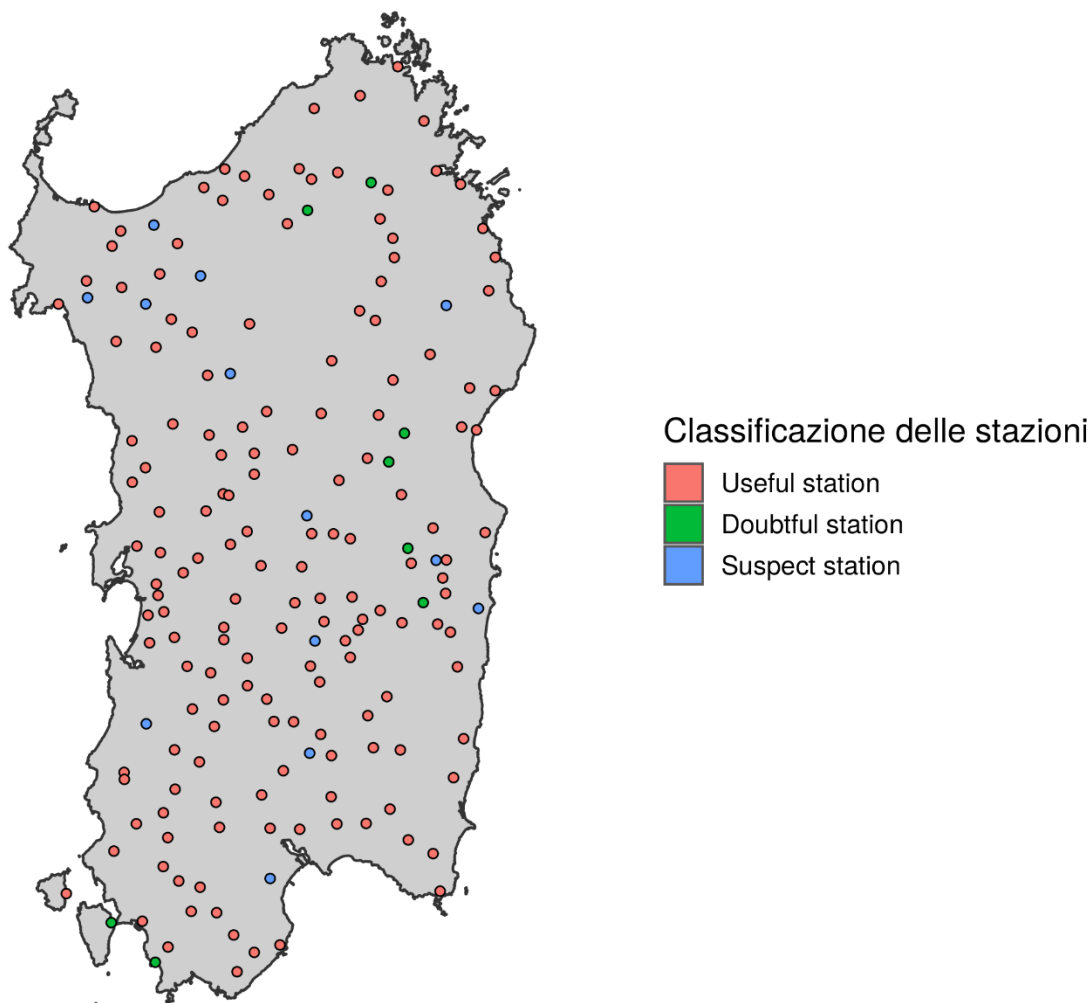 Classificazione delle stazioni
Useful station
Doubtful station
Suspect station